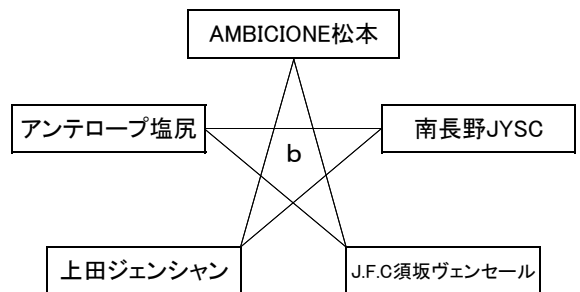 AMBICIONE松本
アンテロープ塩尻
南長野JYSC
b
上田ジェンシャン
J.F.C須坂ヴェンセール